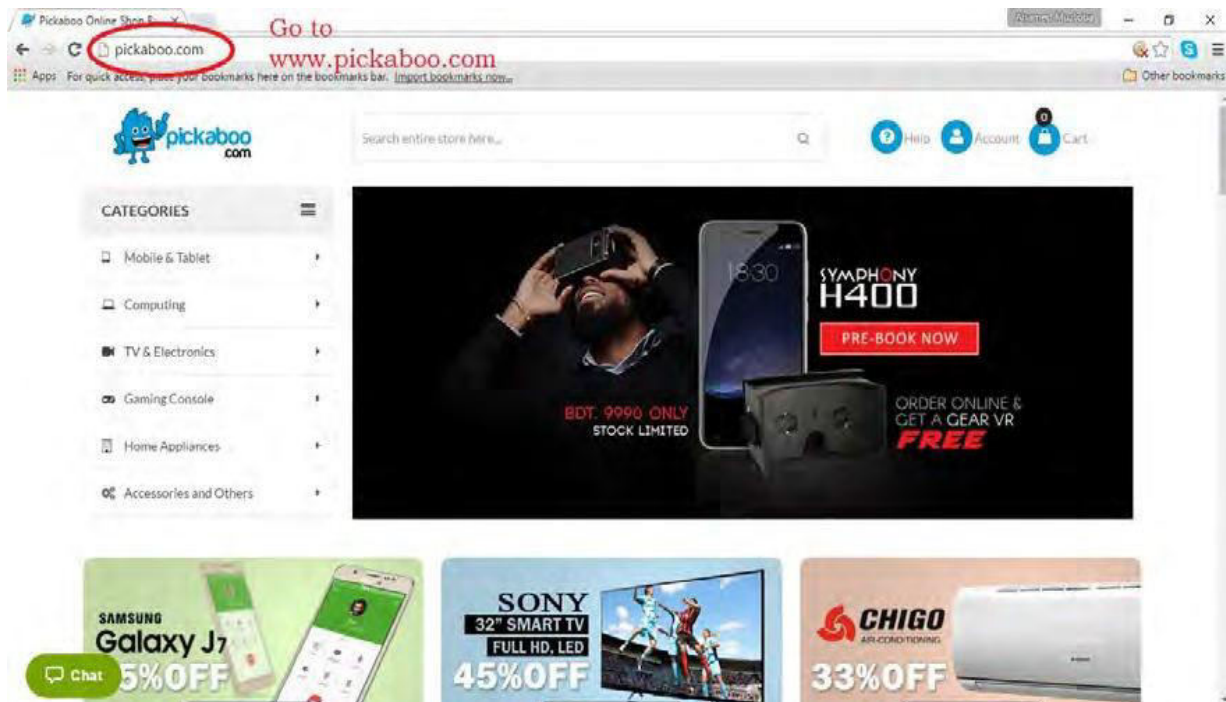 Pickaboo Online Shop
Go to
www.pickaboo.com
pickaboo.com
Apps For quick access, place your bookmarks here on the bookmarks bar. Import bookmarks now...
Other bookmarks
pickaboo
.com
Search entire store here...
Help
Account
0
Cart
CATEGORIES
Mobile & Tablet
Computing
TV & Electronics
Gaming Console
Home Appliances
Accessories and Others
18:30
SYMPHONY
H400
PRE-BOOK NOW
BDT. 9990 ONLY
STOCK LIMITED
ORDER ONLINE &
GET A GEAR VR
FREE
SAMSUNG
Galaxy J7
5%OFF
Chat
SONY
32" SMART TV
FULL HD, LED
45%OFF
CHIGO
AIR-CONDITIONING
33%OFF